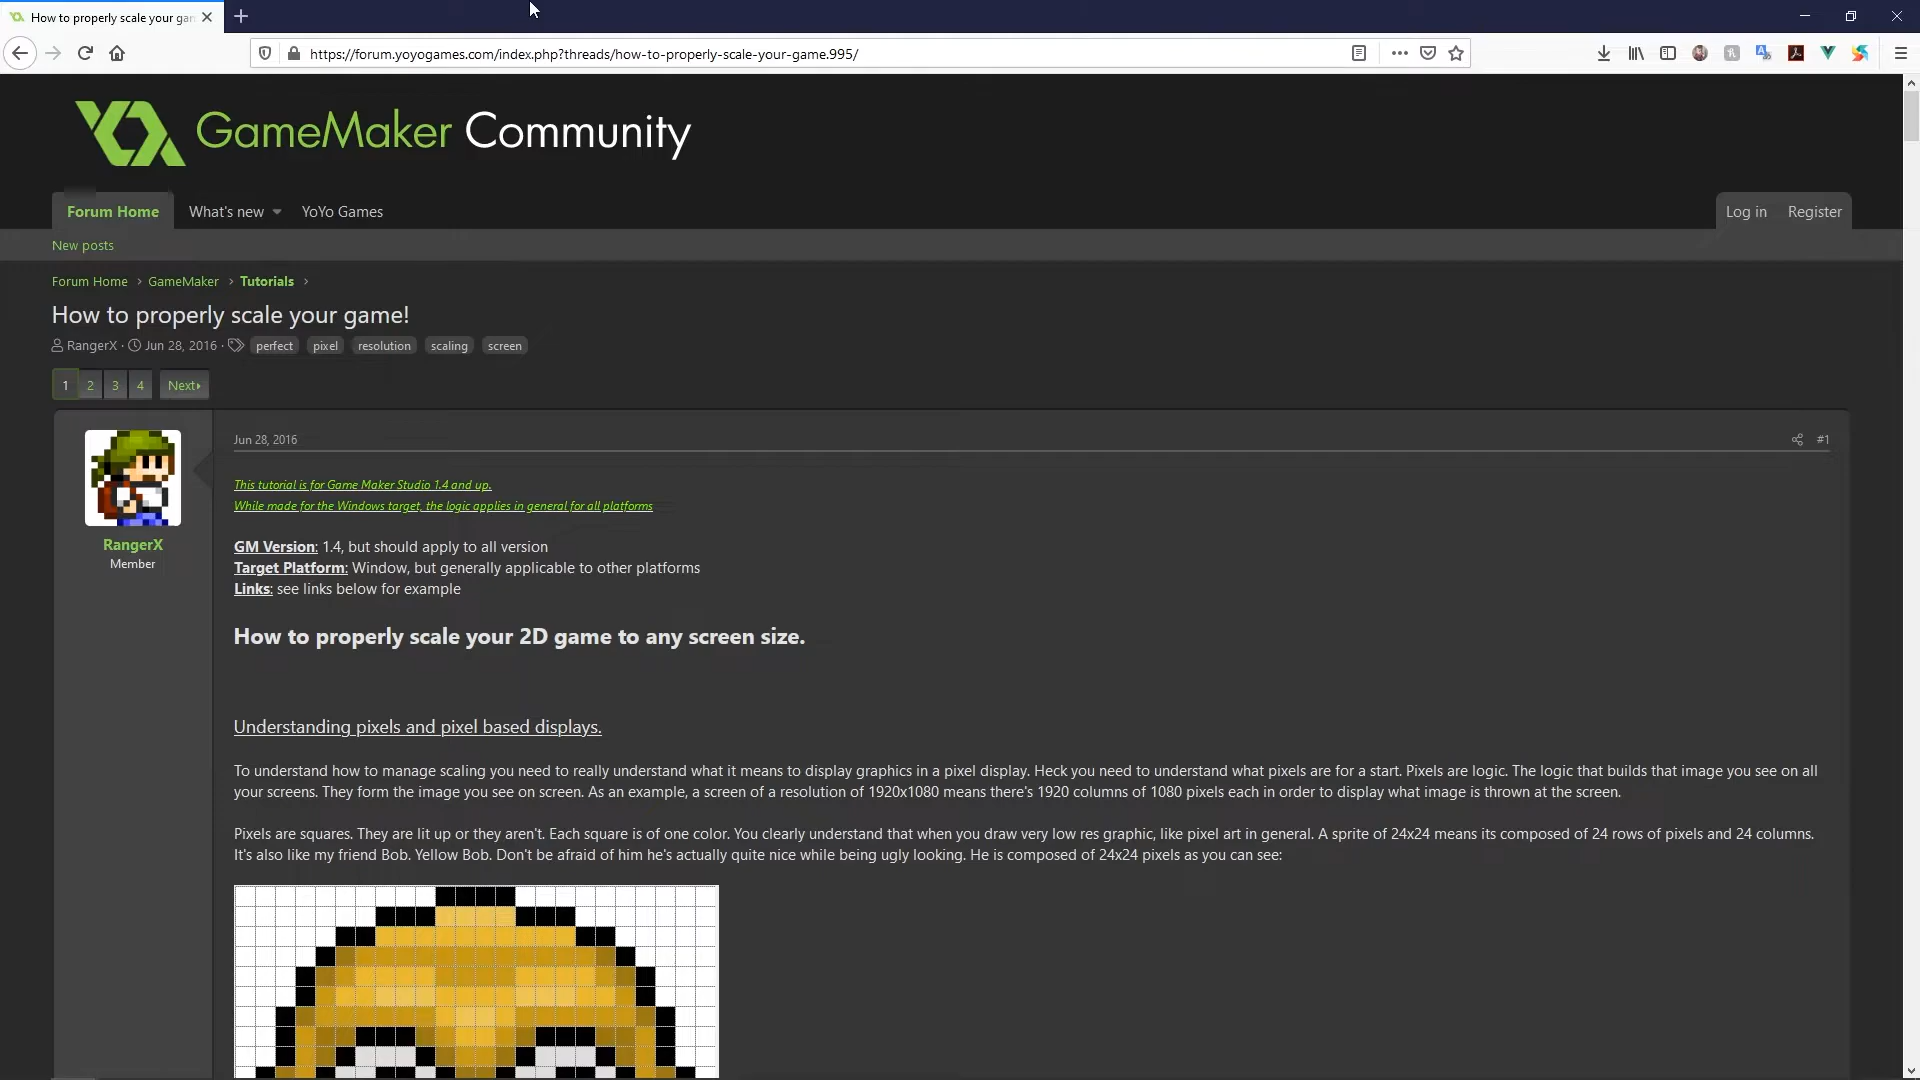 How to properly scale your gan
https://forum.yoyogames.com/index.php?threads/how-to-properly-scale-your-game.995/
GameMaker Community
Forum Home What's new YoYo Games Log in Register
New posts
Forum Home › GameMaker › Tutorials ›
How to properly scale your game!
RangerX · Jun 28, 2016 · perfect pixel resolution scaling screen
1 2 3 4 Next
Jun 28, 2016 #1
This tutorial is for Game Maker Studio 1.4 and up.
While made for the Windows target, the logic applies in general for all platforms
RangerX
Member
GM Version: 1.4, but should apply to all version
Target Platform: Window, but generally applicable to other platforms
Links: see links below for example
How to properly scale your 2D game to any screen size.
Understanding pixels and pixel based displays.
To understand how to manage scaling you need to really understand what it means to display graphics in a pixel display. Heck you need to understand what pixels are for a start. Pixels are logic. The logic that builds that image you see on all
your screens. They form the image you see on screen. As an example, a screen of a resolution of 1920x1080 means there's 1920 columns of 1080 pixels each in order to display what image is thrown at the screen.
Pixels are squares. They are lit up or they aren't. Each square is of one color. You clearly understand that when you draw very low res graphic, like pixel art in general. A sprite of 24x24 means its composed of 24 rows of pixels and 24 columns.
It's also like my friend Bob. Yellow Bob. Don't be afraid of him he's actually quite nice while being ugly looking. He is composed of 24x24 pixels as you can see: